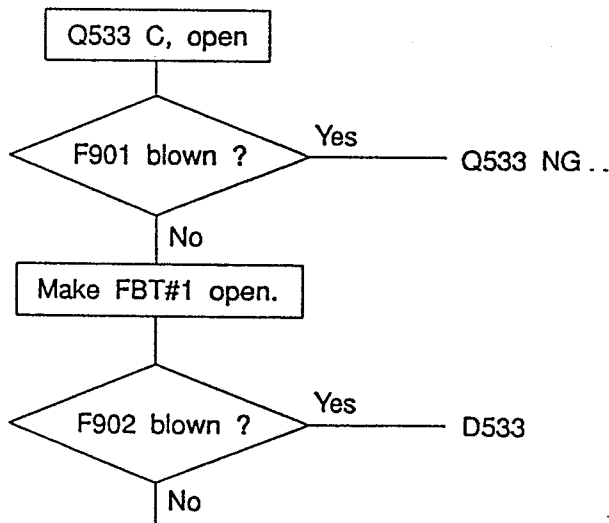 Q533 C, open
F901 blown ?
Yes
Q533 NG . .
No
Make FBT#1 open.
F902 blown ?
Yes
D533
No